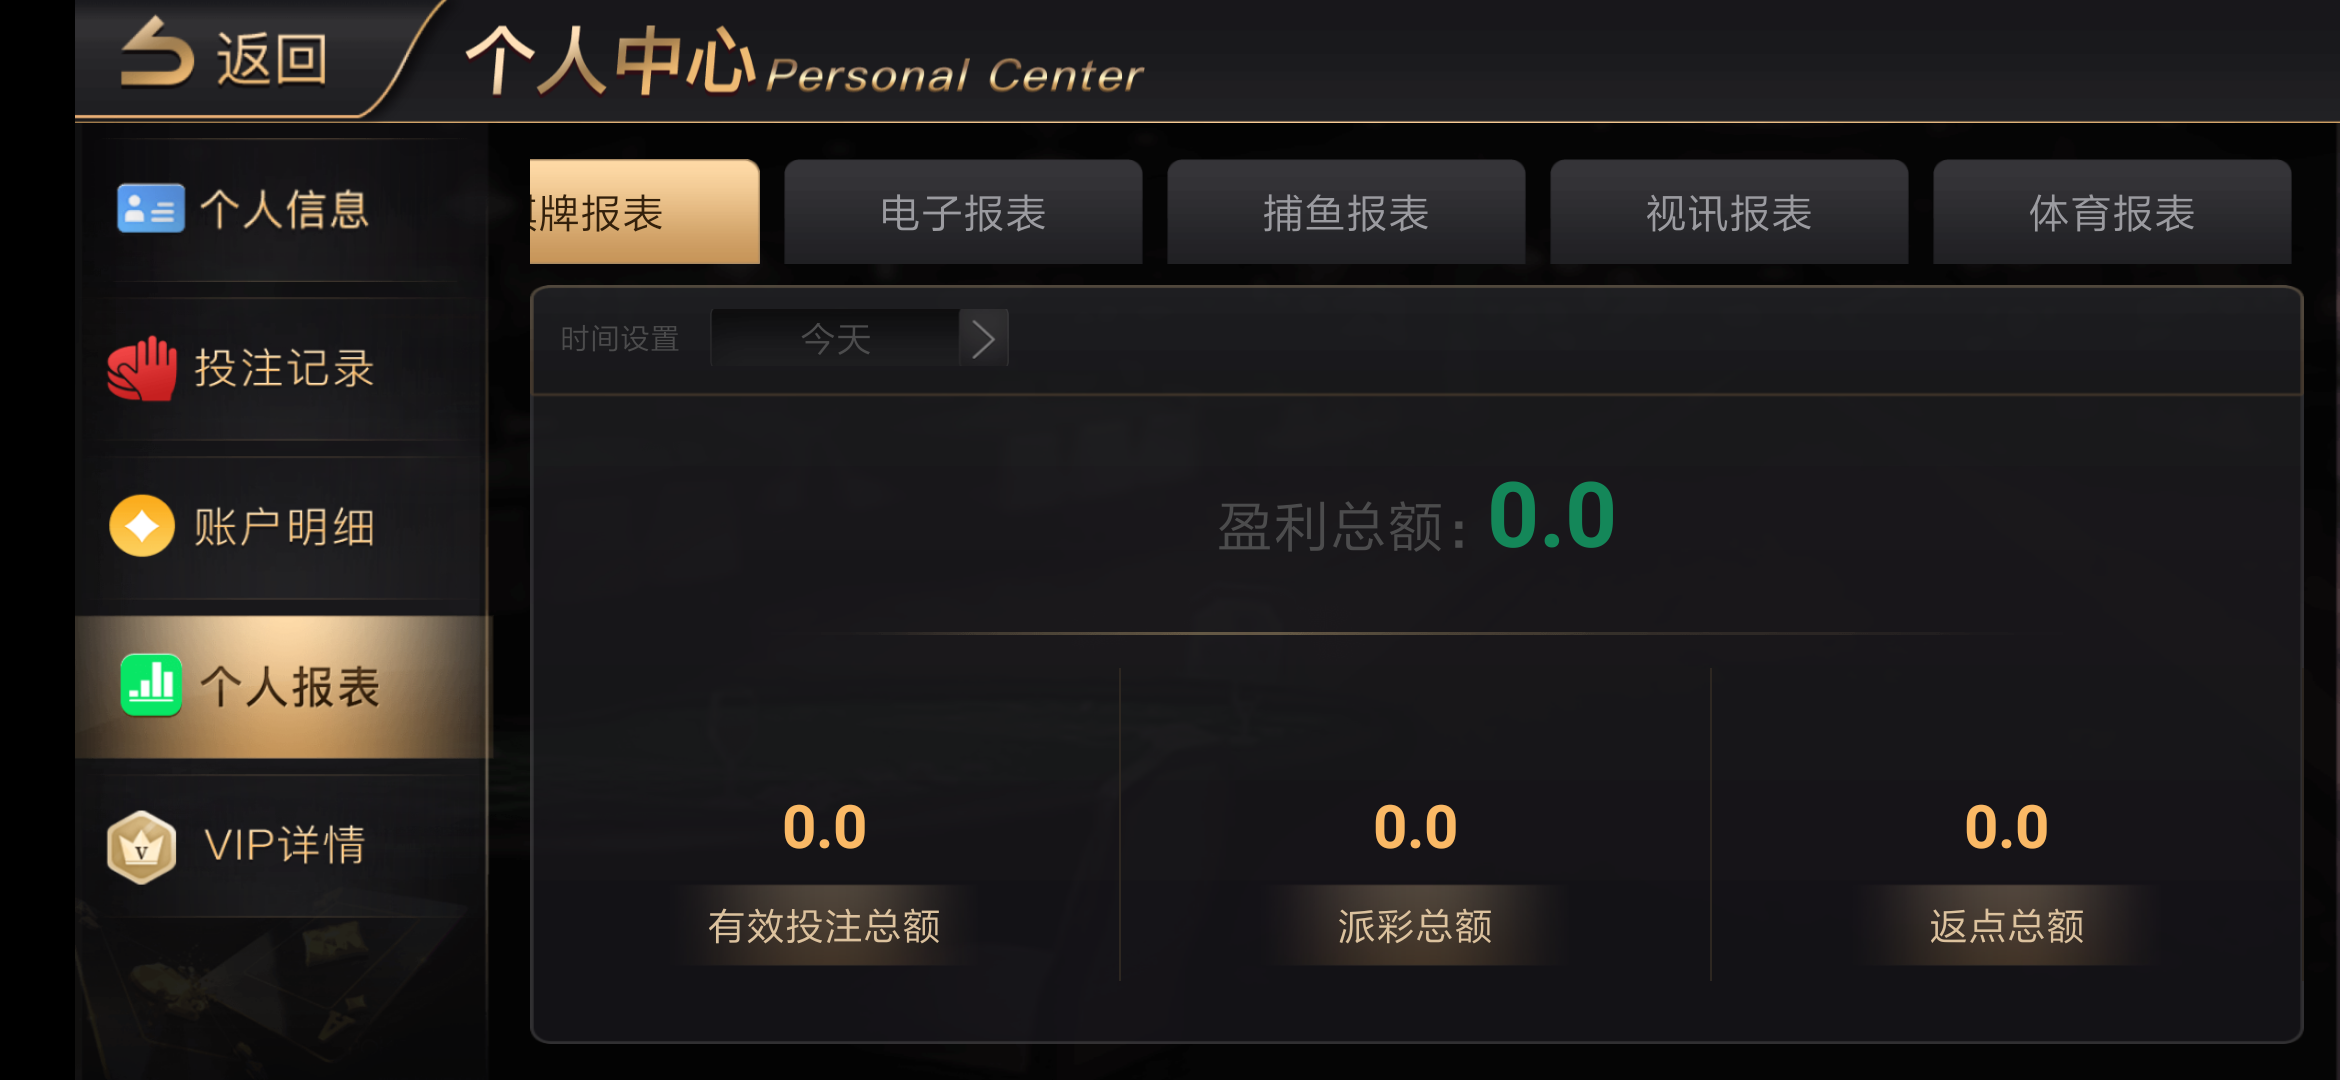 返回
个人中心 Personal Center
个人信息
投注记录
账户明细
个人报表
VIP详情
牌报表
电子报表
捕鱼报表
视讯报表
体育报表
时间设置
今天
盈利总额: 0.0
0.0
有效投注总额
0.0
派彩总额
0.0
返点总额